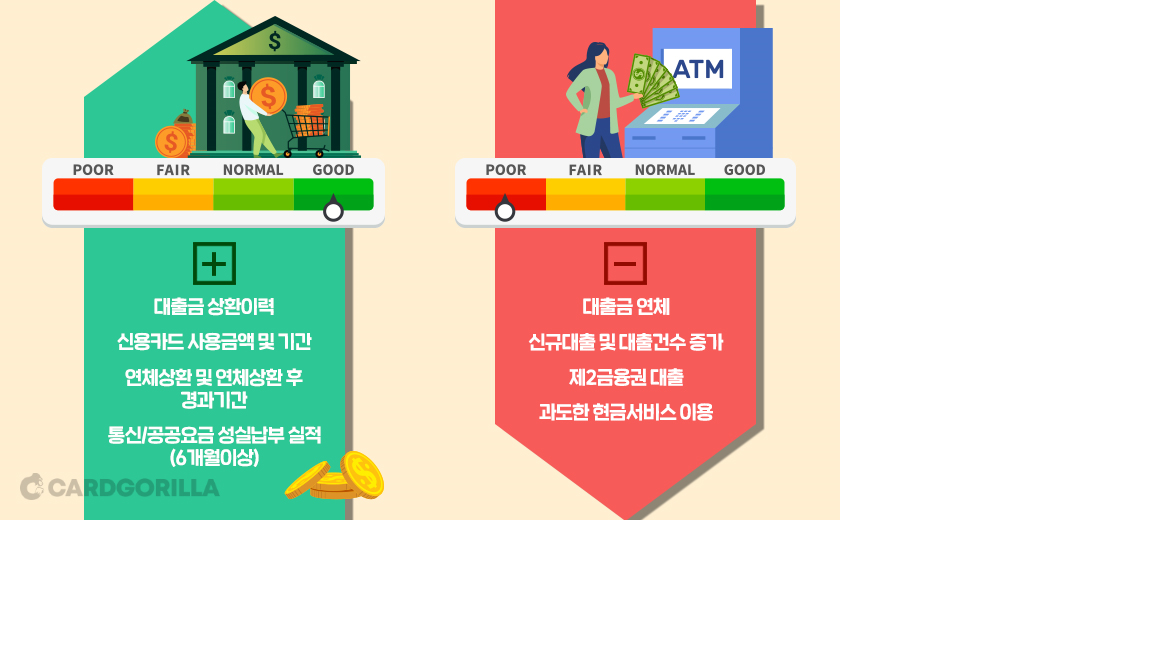 $
$
$
POOR FAIR NORMAL GOOD
대출금 상환이력
신용카드 사용금액 및 기간
연체상환 및 연체상환 후
경과기간
통신/공공요금 성실납부 실적
(6개월이상)
$
CARDGORILLA
ATM
$
POOR FAIR NORMAL GOOD
대출금 연체
신규대출 및 대출건수 증가
제2금융권 대출
과도한 현금서비스 이용